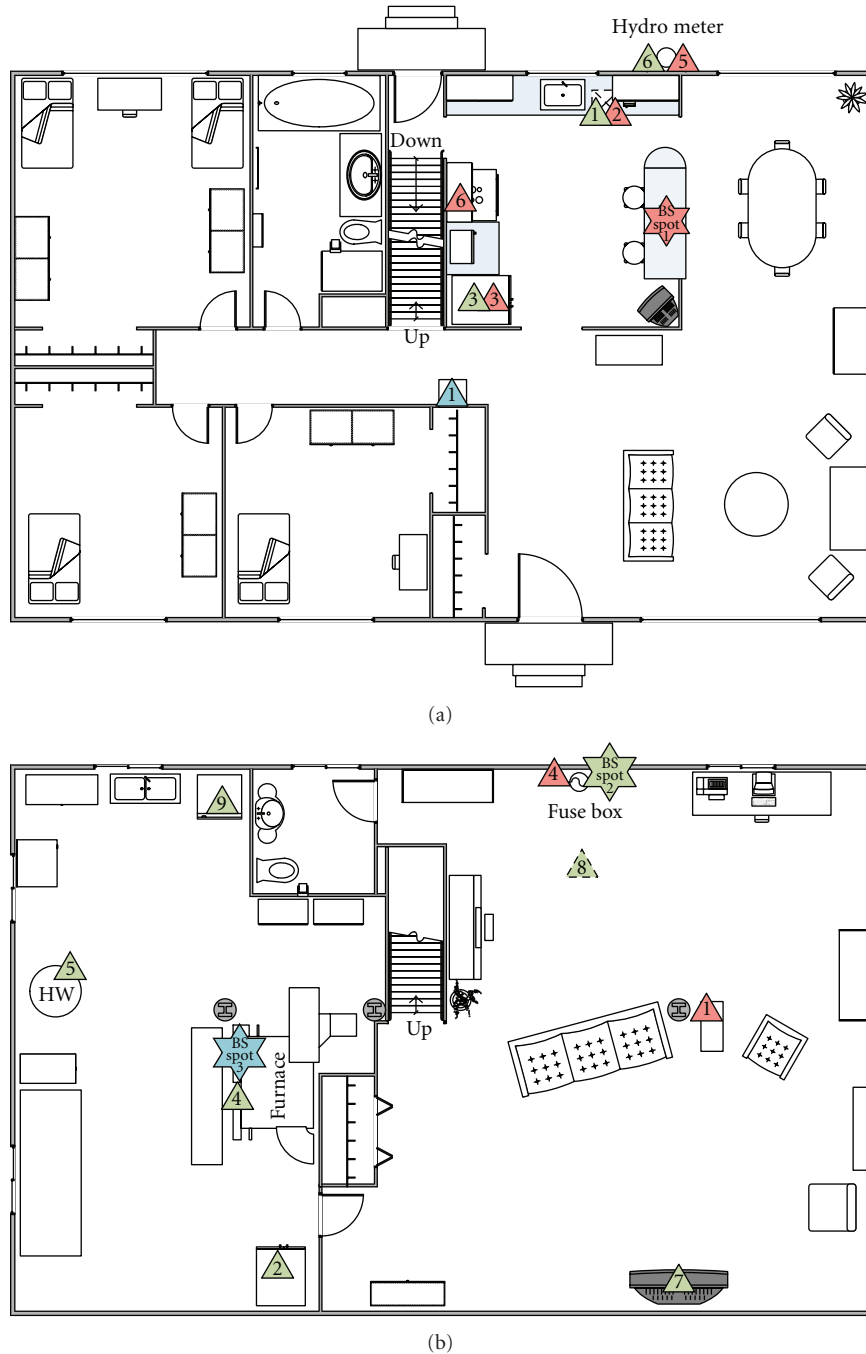 Hydro meter
6 5
1 2
Down
6
BS
spot
1
3 3
Up
1
(a)
4
BS
spot
2
9
Fuse box
8
5
HW
1
Up
BS
spot
3
Furnace
4
2
7
(b)